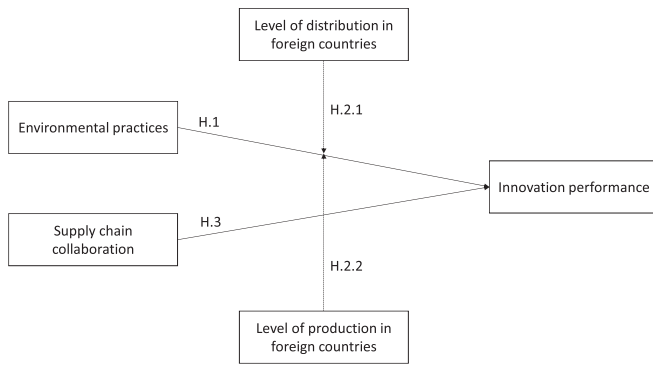 Level of distribution in
foreign countries
H.2.1
Environmental practices
H.1
Innovation performance
Supply chain
collaboration
H.3
H.2.2
Level of production in
foreign countries